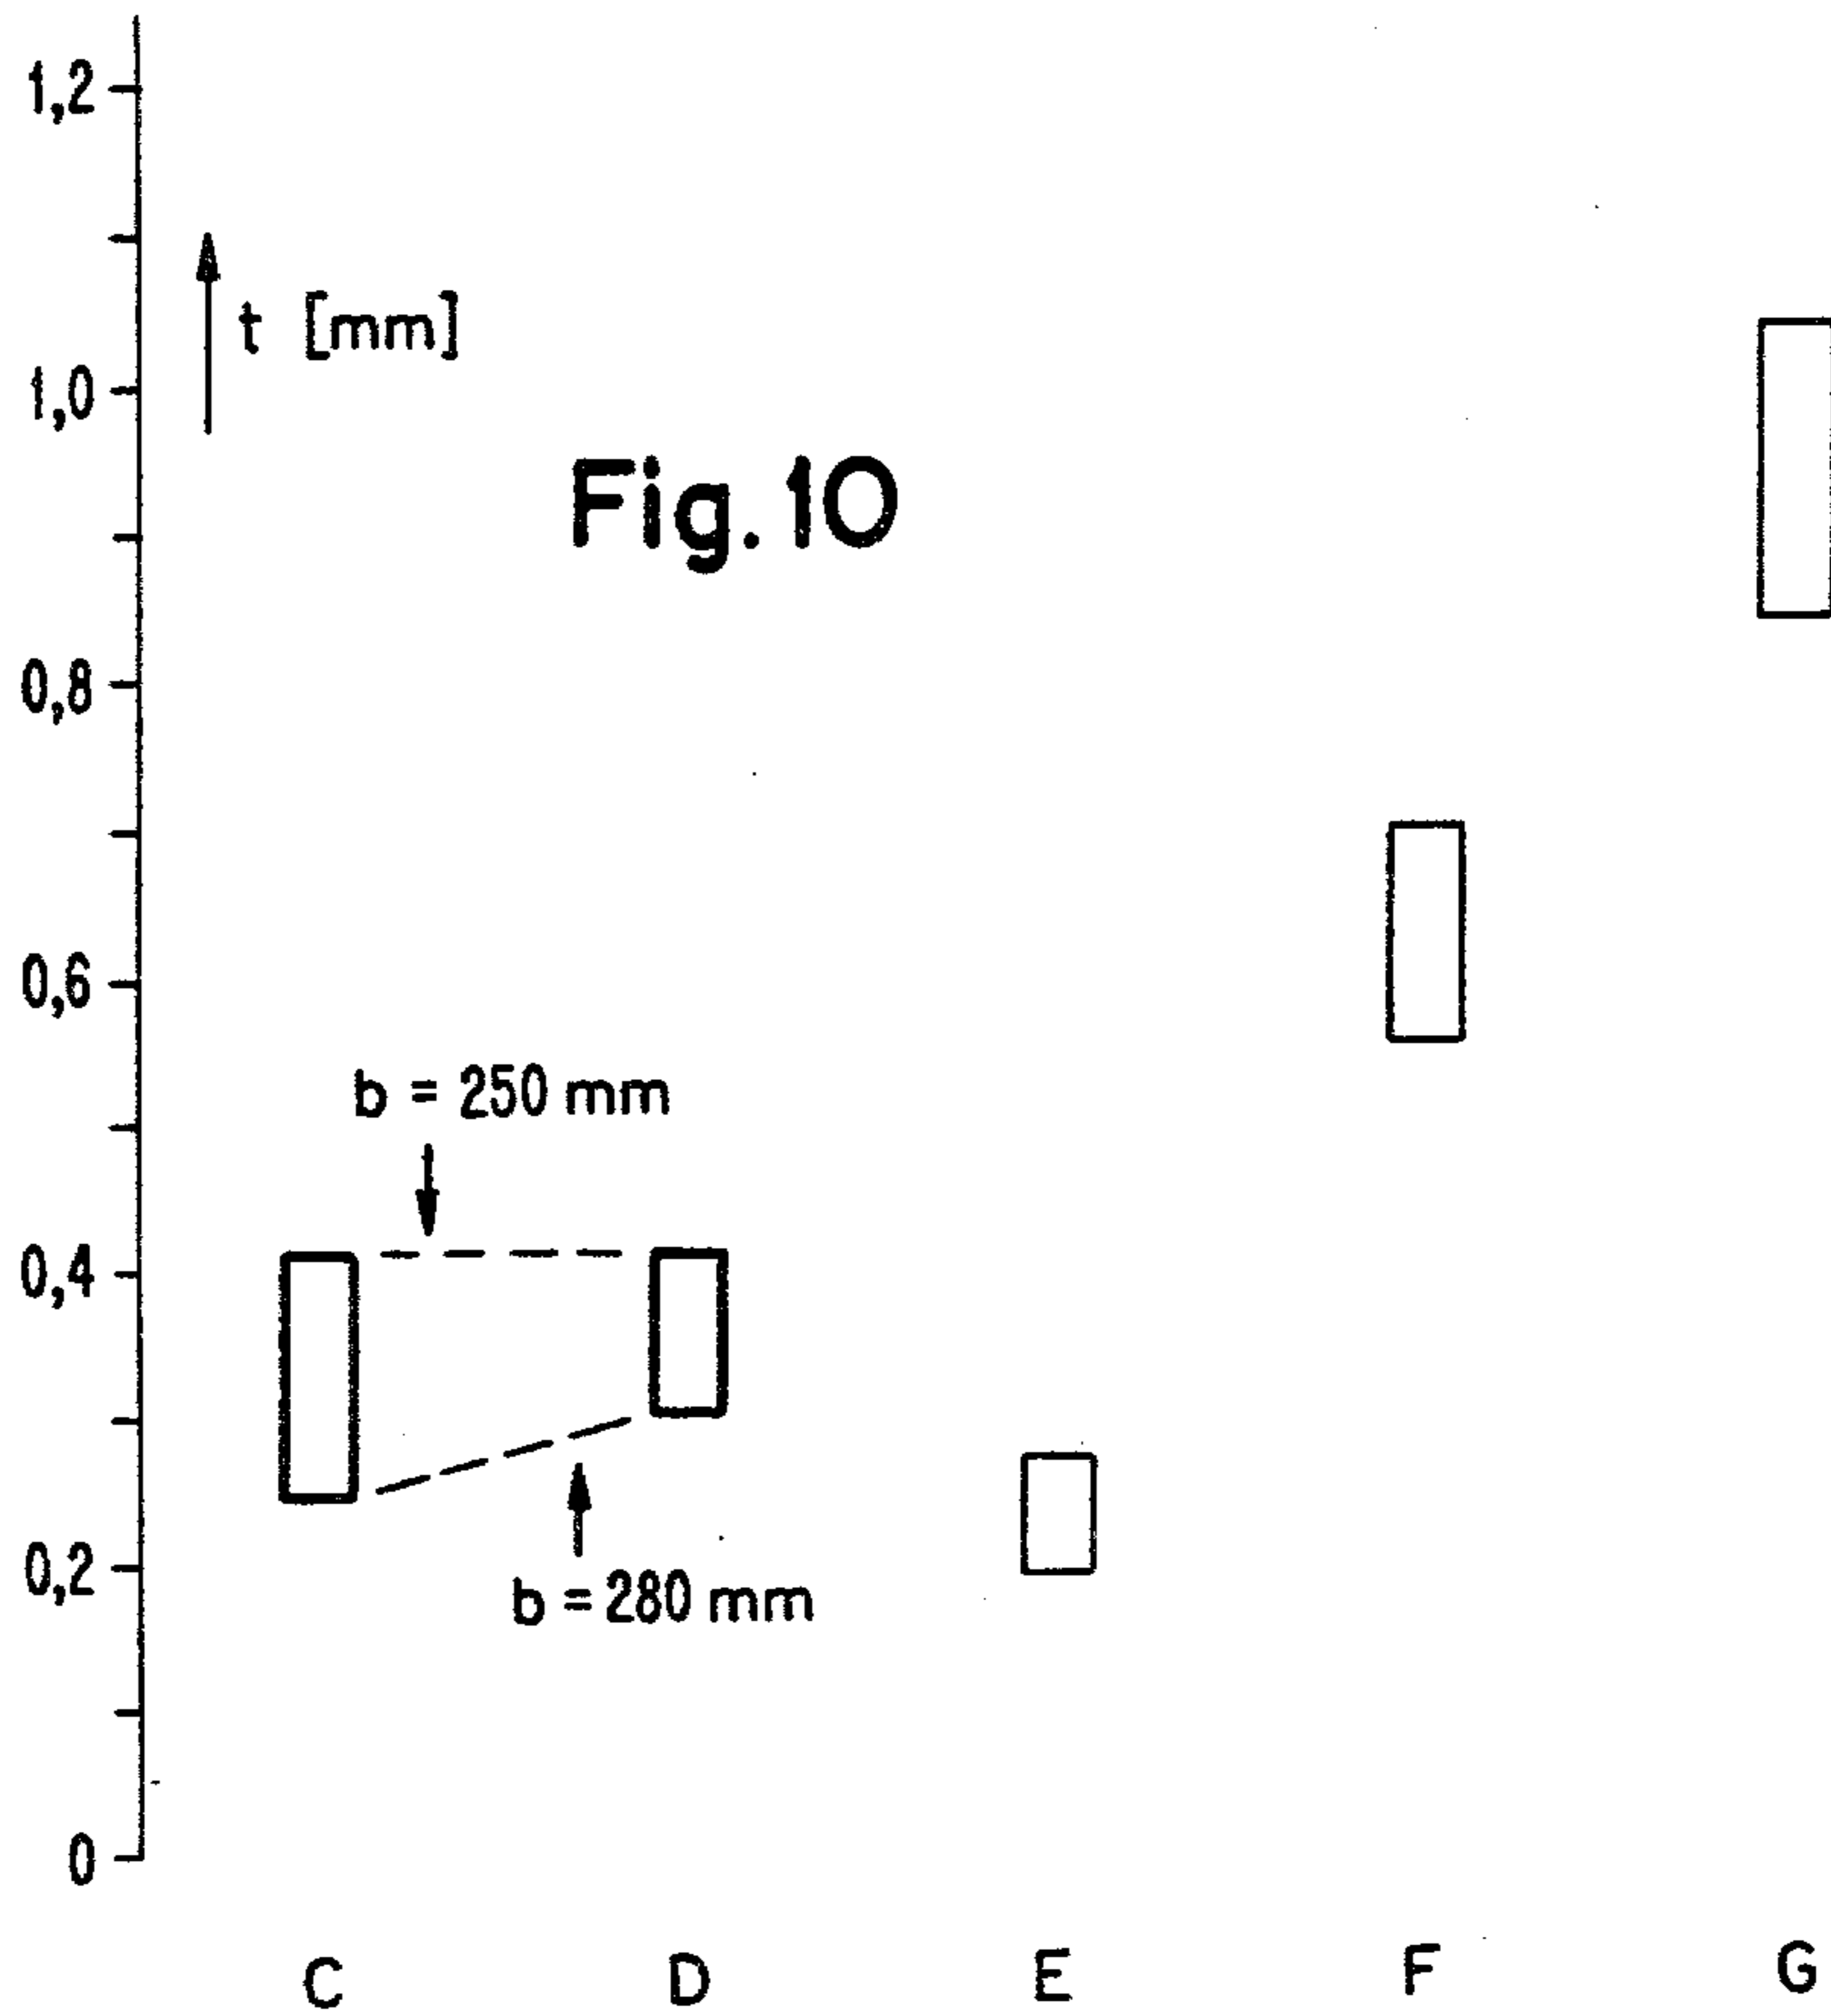 1,2
t [mm]
1,0
Fig.10
0,8
0,6
b = 250 mm
0,4
0,2
b = 280 mm
0
C D E F G